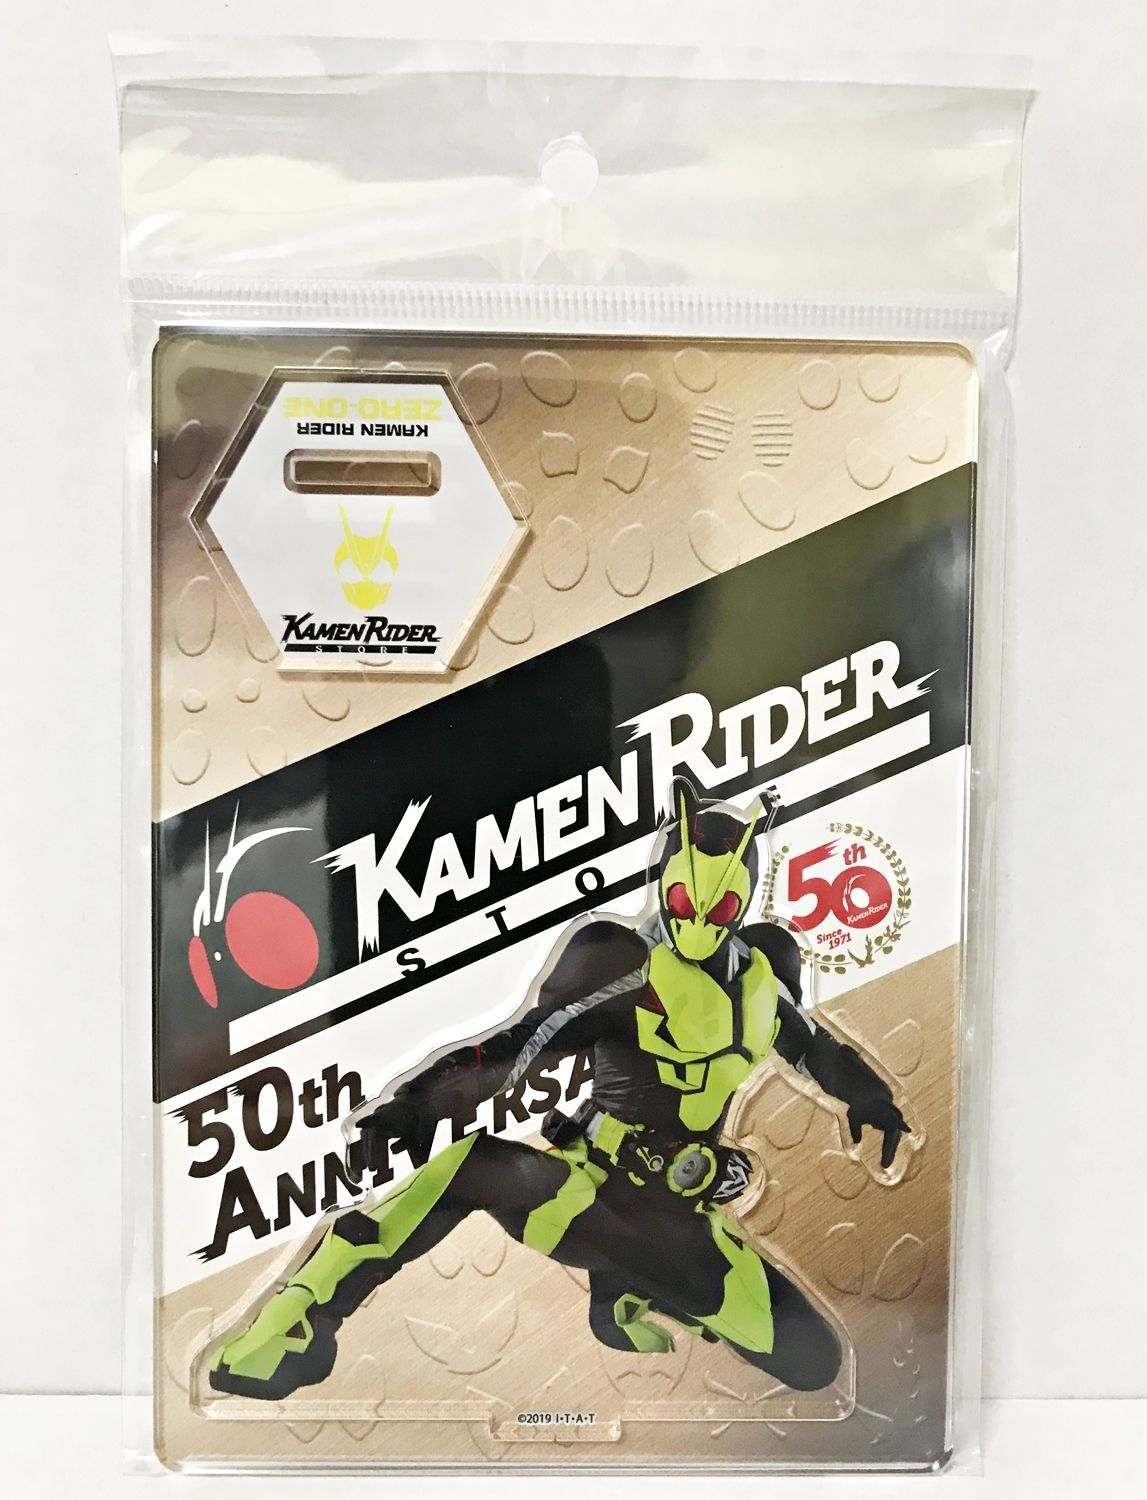 KAMEN RIDER
ZERO-ONE
KAMEN RIDER
STORE
KAMEN RIDER
STO
50th
KAMEN RIDER
Since
1971
50th
ANNIVERSA
©2019 I·T·A·T